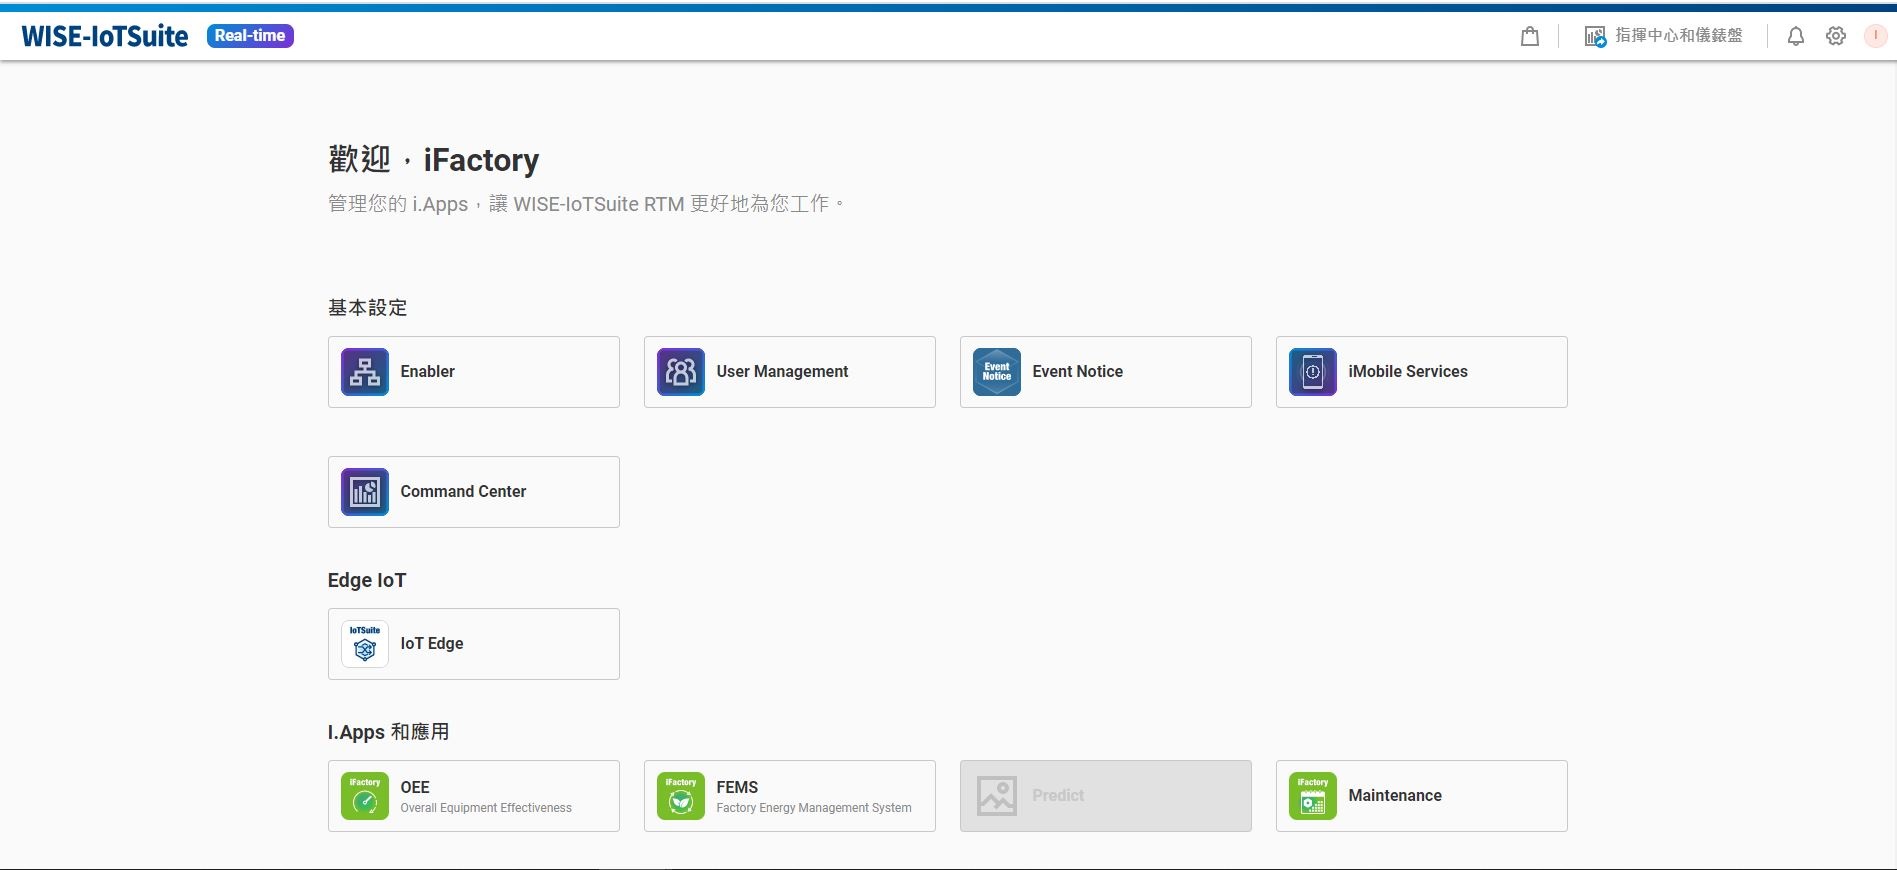 WISE-IoTSuite Real-time 指揮中心和儀錶盤 I
歡迎，iFactory
管理您的 i.Apps，讓 WISE-IoTSuite RTM 更好地為您工作。
基本設定
Enabler
User Management
Event Notice Event Notice
iMobile Services
Command Center
Edge IoT
IoTSuite IoT Edge
I.Apps 和應用
iFactory OEE
Overall Equipment Effectiveness
iFactory FEMS
Factory Energy Management System
Predict
iFactory Maintenance